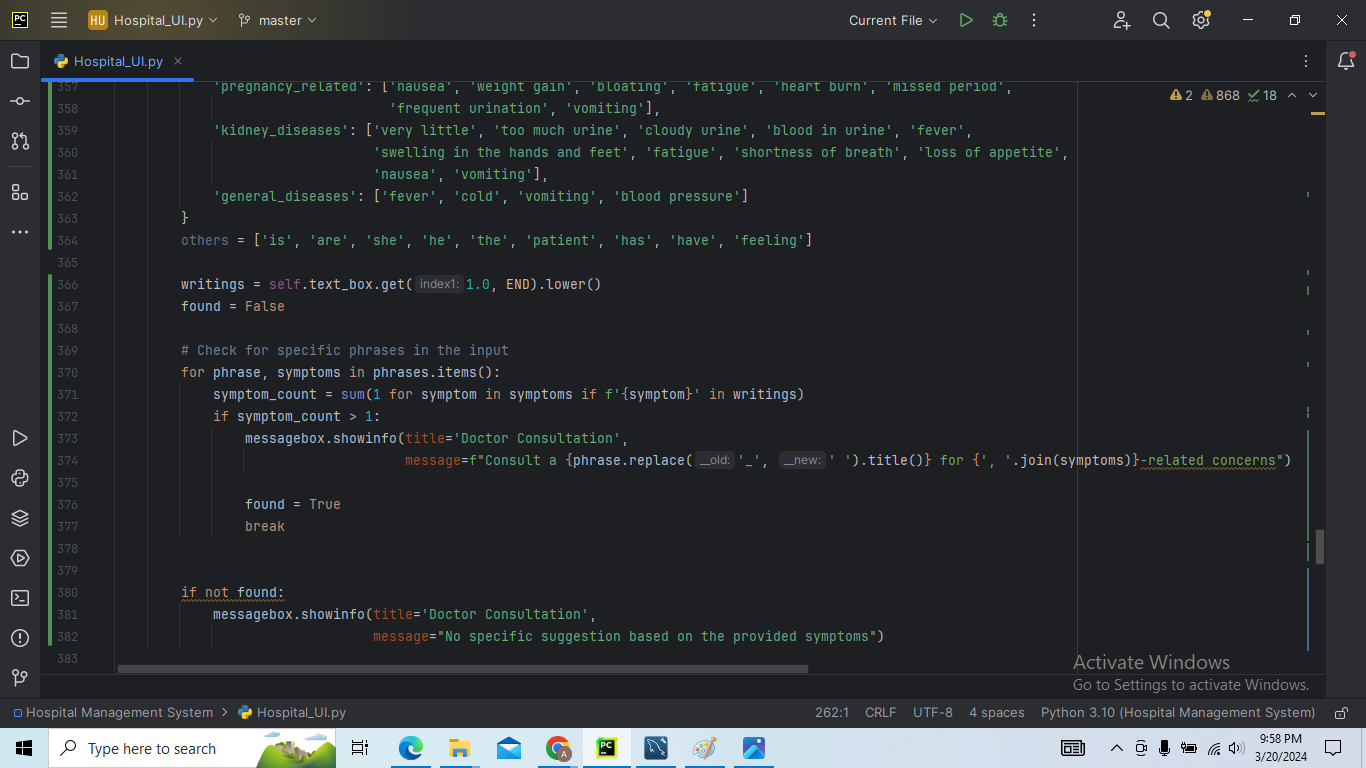 PC
HU Hospital_UI.py master Current File
Hospital_UI.py
2 868 18
357 'pregnancy_related': ['nausea', 'weight gain', 'bloating', 'fatigue', 'heart burn', 'missed period',
358 'frequent urination', 'vomiting'],
359 'kidney_diseases': ['very little', 'too much urine', 'cloudy urine', 'blood in urine', 'fever',
360 'swelling in the hands and feet', 'fatigue', 'shortness of breath', 'loss of appetite',
361 'nausea', 'vomiting'],
362 'general_diseases': ['fever', 'cold', 'vomiting', 'blood pressure']
363 }
364 others = ['is', 'are', 'she', 'he', 'the', 'patient', 'has', 'have', 'feeling']
365
366 writings = self.text_box.get( index1: 1.0, END).lower()
367 found = False
368
369 # Check for specific phrases in the input
370 for phrase, symptoms in phrases.items():
371 symptom_count = sum(1 for symptom in symptoms if f'{symptom}' in writings)
372 if symptom_count > 1:
373 messagebox.showinfo(title='Doctor Consultation',
374 message=f"Consult a {phrase.replace( __old: '_', __new: ' ').title()} for {', '.join(symptoms)}-related concerns")
375
376 found = True
377 break
378
379
380 if not found:
381 messagebox.showinfo(title='Doctor Consultation',
382 message="No specific suggestion based on the provided symptoms")
383
Activate Windows
Go to Settings to activate Windows.
Hospital Management System Hospital_UI.py 262:1 CRLF UTF-8 4 spaces Python 3.10 (Hospital Management System)
Type here to search A PC 9:58 PM
3/20/2024